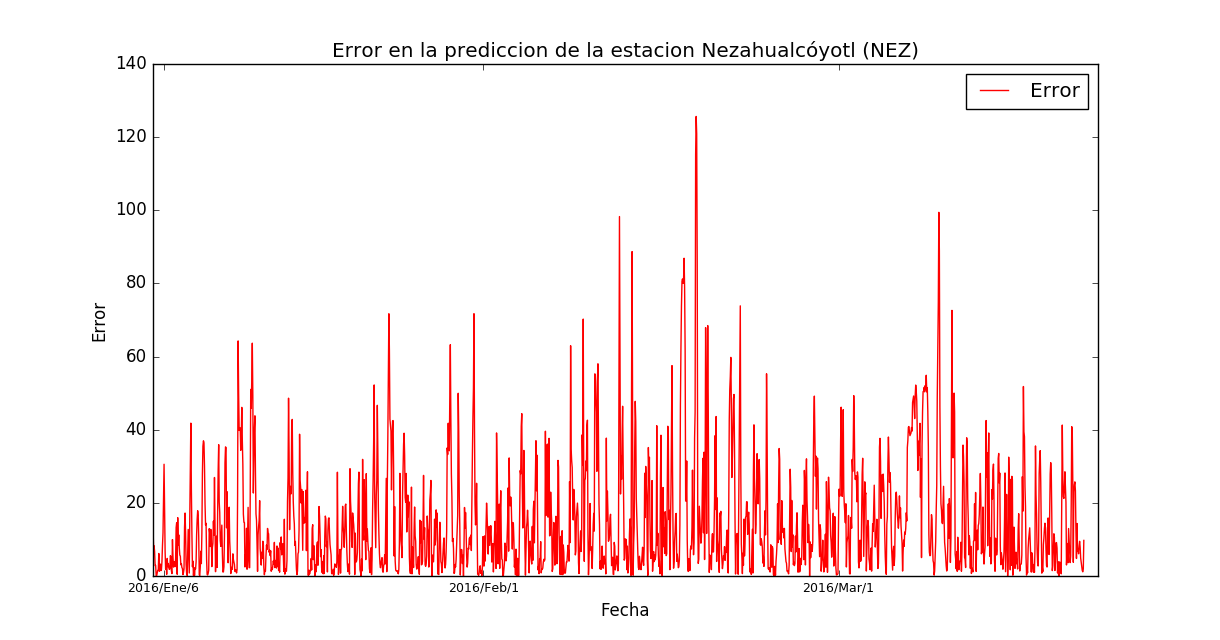 Error en la prediccion de la estacion Nezahualcóyotl (NEZ)
Error
140
120
100
80
60
40
20
0
Error
2016/Ene/6
2016/Feb/1
2016/Mar/1
Fecha